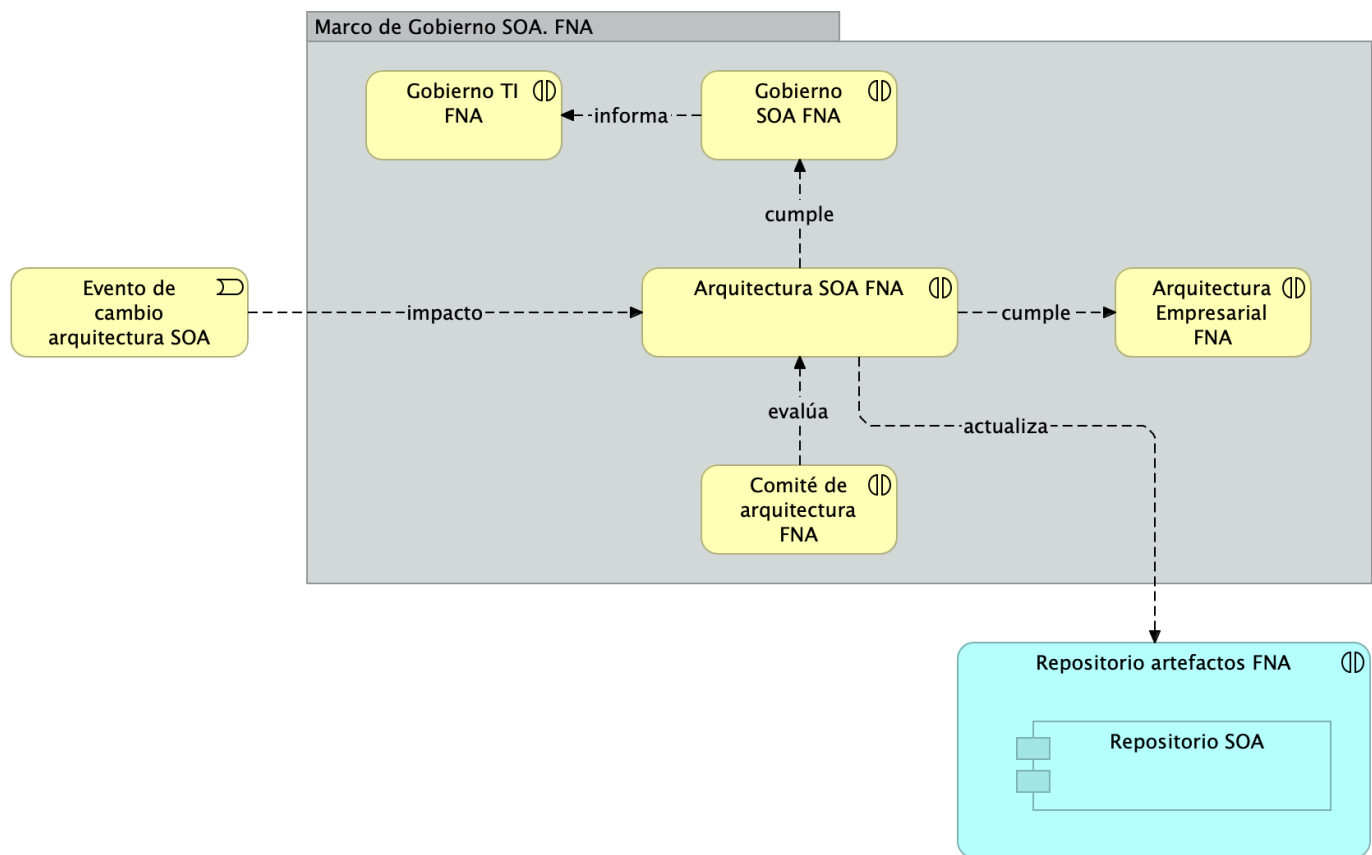 Marco de Gobierno SOA. FNA
Gobierno TI
FNA
informa
Gobierno
SOA FNA
cumple
Evento de
cambio
arquitectura SOA
impacto
Arquitectura SOA FNA
cumple
Arquitectura
Empresarial
FNA
evalúa
actualiza
Comité de
arquitectura
FNA
Repositorio artefactos FNA
Repositorio SOA